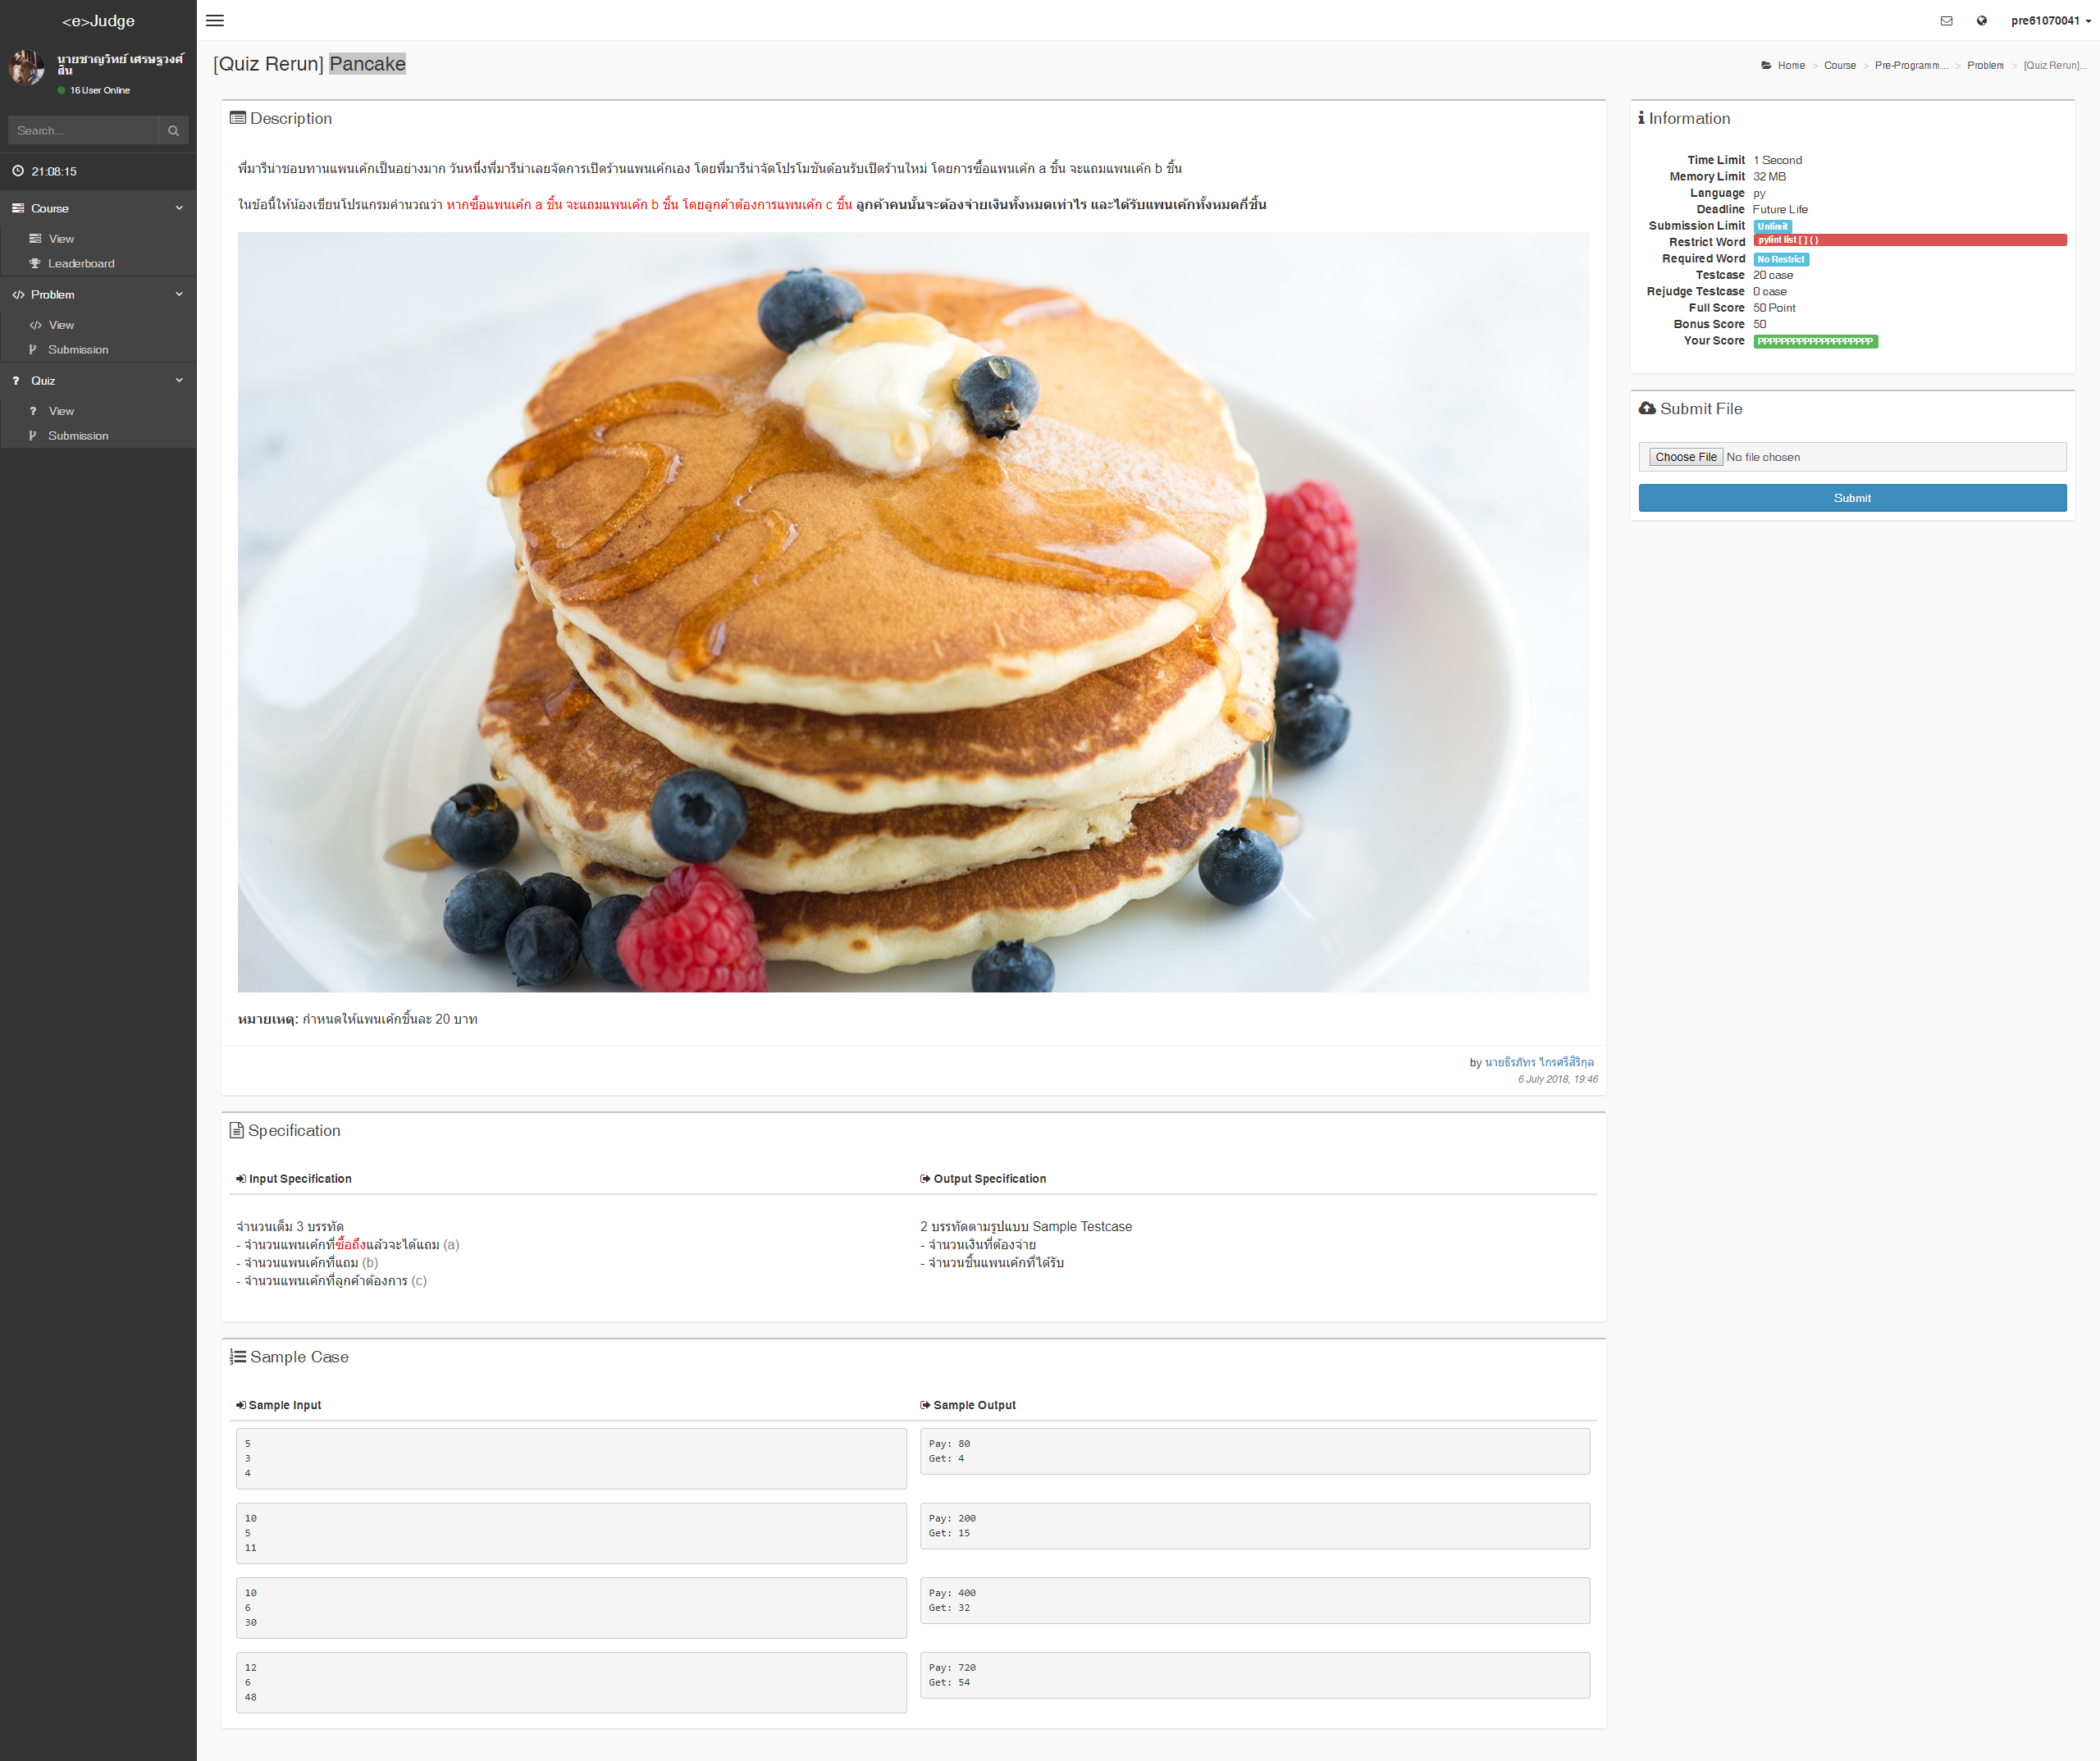 <e>Judge
pre61070041
นายชาญวิทย์ เศรษฐวงศ์
สิน
16 User Online
Search...
21:08:15
Course
View
Leaderboard
Problem
View
Submission
Quiz
View
Submission
[Quiz Rerun] Pancake
Home > Course > Pre-Programm... > Problem > [Quiz Rerun]...
Description
พี่มารีน่าชอบทานแพนเค้กเป็นอย่างมาก วันหนึ่งพี่มารีน่าเลยจัดการเปิดร้านแพนเค้กเอง โดยพี่มารีน่าจัดโปรโมชันต้อนรับเปิดร้านใหม่ โดยการซื้อแพนเค้ก a ชิ้น จะแถมแพนเค้ก b ชิ้น
ในข้อนี้ให้น้องเขียนโปรแกรมคำนวณว่า หากซื้อแพนเค้ก a ชิ้น จะแถมแพนเค้ก b ชิ้น โดยลูกค้าต้องการแพนเค้ก c ชิ้น ลูกค้าคนนั้นจะต้องจ่ายเงินทั้งหมดเท่าไร และได้รับแพนเค้กทั้งหมดกี่ชิ้น
หมายเหตุ: กำหนดให้แพนเค้กชิ้นละ 20 บาท
by นายธีรภัทร ไกรศรีสิริกุล
6 July 2018, 19:46
Specification
Input Specification
จำนวนเต็ม 3 บรรทัด
- จำนวนแพนเค้กที่ซื้อถึงแล้วจะได้แถม (a)
- จำนวนแพนเค้กที่แถม (b)
- จำนวนแพนเค้กที่ลูกค้าต้องการ (c)
Output Specification
2 บรรทัดตามรูปแบบ Sample Testcase
- จำนวนเงินที่ต้องจ่าย
- จำนวนชิ้นแพนเค้กที่ได้รับ
Sample Case
Sample Input
Sample Output
5
3
4
Pay: 80
Get: 4
10
5
11
Pay: 200
Get: 15
10
6
30
Pay: 400
Get: 32
12
6
48
Pay: 720
Get: 54
Information
Time Limit 1 Second
Memory Limit 32 MB
Language py
Deadline Future Life
Submission Limit Unlimit
Restrict Word pylint list [ ] { }
Required Word No Restrict
Testcase 20 case
Rejudge Testcase 0 case
Full Score 50 Point
Bonus Score 50
Your Score PPPPPPPPPPPPPPPPPPPP
Submit File
Choose File No file chosen
Submit